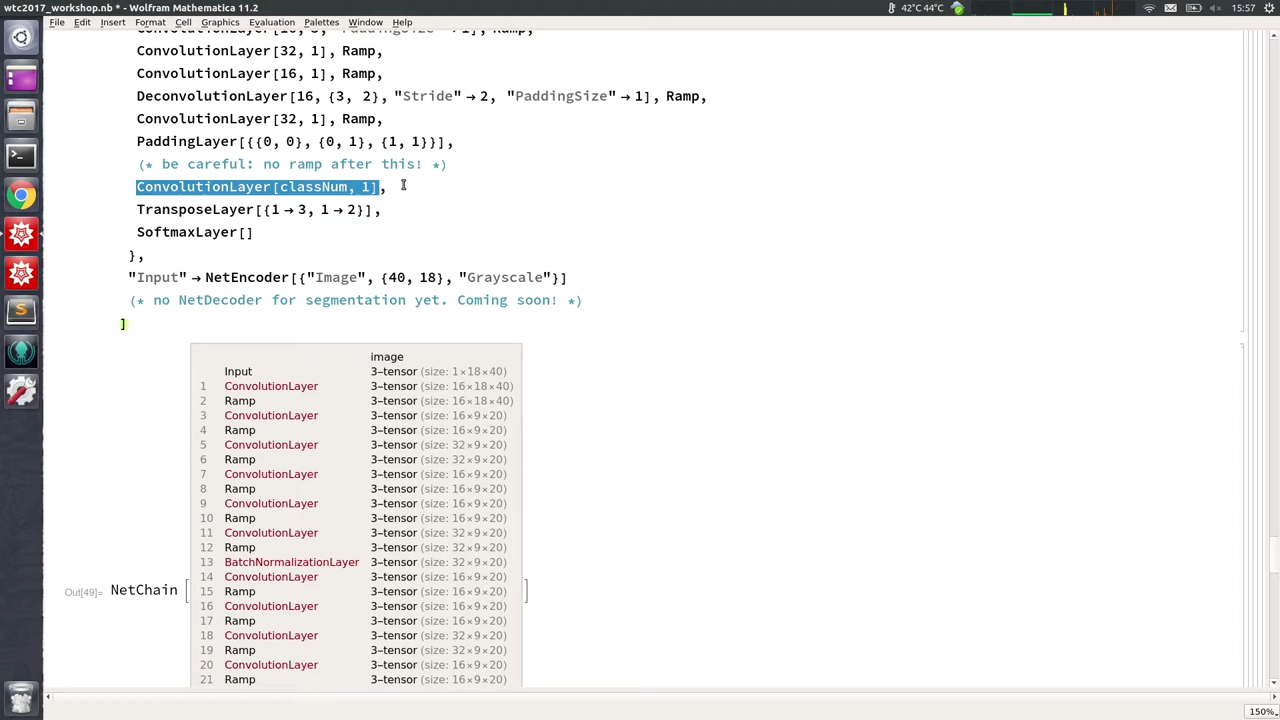 wtc2017_workshop.nb * - Wolfram Mathematica 11.2
42°C 44°C
15:57
File Edit Insert Format Cell Graphics Evaluation Palettes Window Help
ConvolutionLayer[16, 3, "PaddingSize" → 1], Ramp,
ConvolutionLayer[32, 1], Ramp,
ConvolutionLayer[16, 1], Ramp,
DeconvolutionLayer[16, {3, 2}, "Stride" → 2, "PaddingSize" → 1], Ramp,
ConvolutionLayer[32, 1], Ramp,
PaddingLayer[{{0, 0}, {0, 1}, {1, 1}}],
(* be careful: no ramp after this! *)
ConvolutionLayer[classNum, 1],
TransposeLayer[{1 → 3, 1 → 2}],
SoftmaxLayer[]
},
"Input" → NetEncoder[{"Image", {40, 18}, "Grayscale"}]
(* no NetDecoder for segmentation yet. Coming soon! *)
]
image
Input 3-tensor (size: 1×18×40)
1 ConvolutionLayer 3-tensor (size: 16×18×40)
2 Ramp 3-tensor (size: 16×18×40)
3 ConvolutionLayer 3-tensor (size: 16×9×20)
4 Ramp 3-tensor (size: 16×9×20)
5 ConvolutionLayer 3-tensor (size: 32×9×20)
6 Ramp 3-tensor (size: 32×9×20)
7 ConvolutionLayer 3-tensor (size: 16×9×20)
8 Ramp 3-tensor (size: 16×9×20)
9 ConvolutionLayer 3-tensor (size: 16×9×20)
10 Ramp 3-tensor (size: 16×9×20)
11 ConvolutionLayer 3-tensor (size: 32×9×20)
12 Ramp 3-tensor (size: 32×9×20)
13 BatchNormalizationLayer 3-tensor (size: 32×9×20)
14 ConvolutionLayer 3-tensor (size: 16×9×20)
Out[49]= NetChain [ ]
15 Ramp 3-tensor (size: 16×9×20)
16 ConvolutionLayer 3-tensor (size: 16×9×20)
17 Ramp 3-tensor (size: 16×9×20)
18 ConvolutionLayer 3-tensor (size: 32×9×20)
19 Ramp 3-tensor (size: 32×9×20)
20 ConvolutionLayer 3-tensor (size: 16×9×20)
21 Ramp 3-tensor (size: 16×9×20)
150%